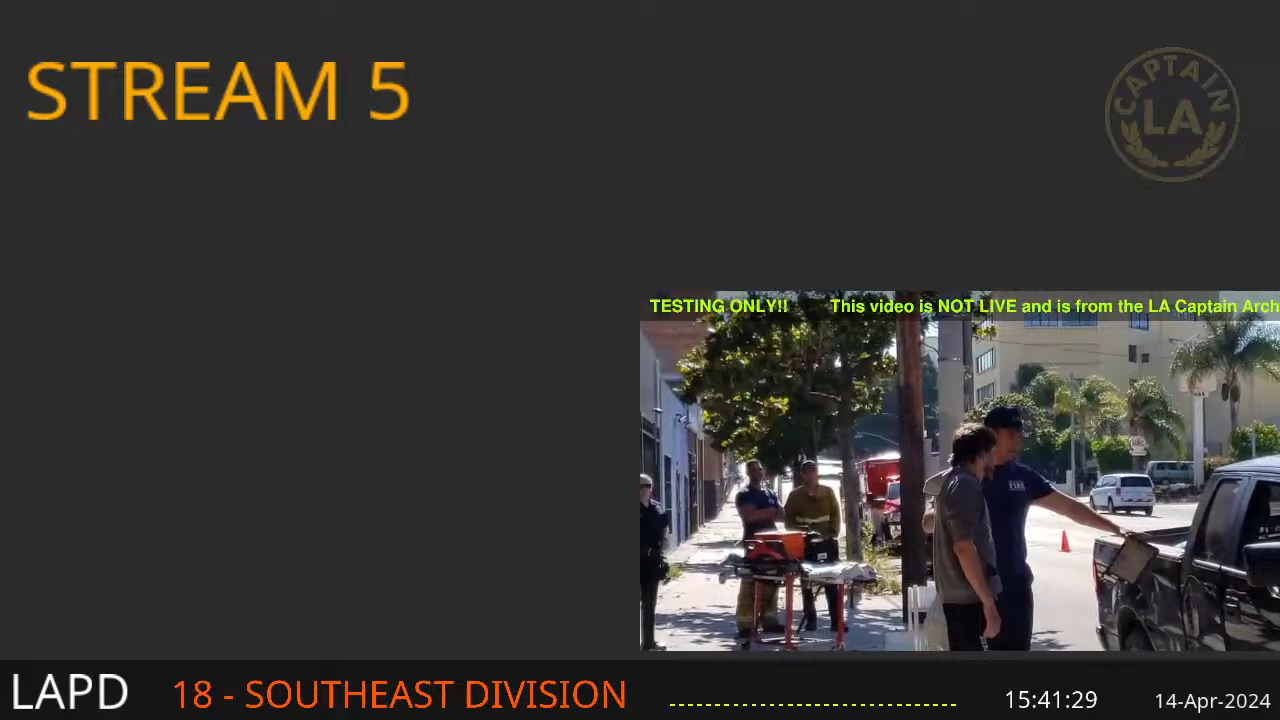 STREAM 5
CAPTAIN
LA
TESTING ONLY!! This video is NOT LIVE and is from the LA Captain Arch
FIRE
LAPD 18 - SOUTHEAST DIVISION 15:41:29 14-Apr-2024